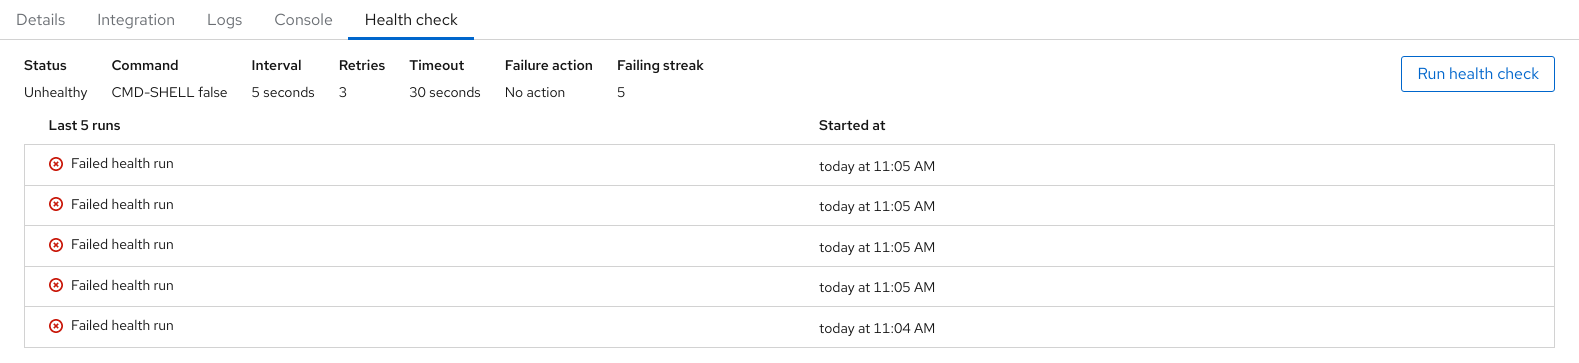 Details Integration Logs Console Health check
Status Command Interval Retries Timeout Failure action Failing streak
Run health check
Unhealthy CMD-SHELL false 5 seconds 3 30 seconds No action 5
Last 5 runs Started at
Failed health run today at 11:05 AM
Failed health run today at 11:05 AM
Failed health run today at 11:05 AM
Failed health run today at 11:05 AM
Failed health run today at 11:04 AM